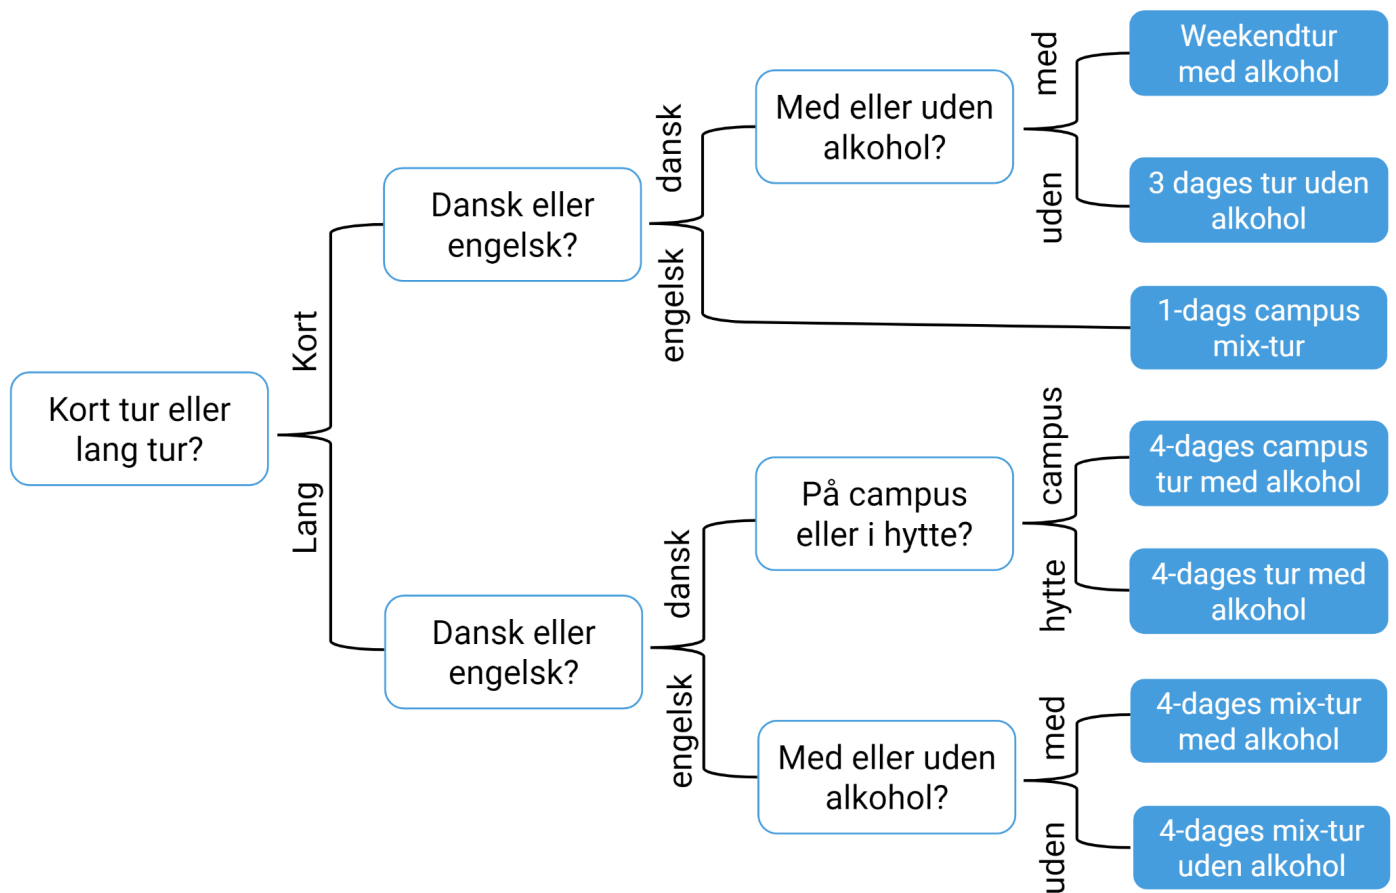 Kort tur eller
lang tur?
Kort
Lang
Dansk eller
engelsk?
dansk
engelsk
Med eller uden
alkohol?
med
uden
Weekendtur
med alkohol
3 dages tur uden
alkohol
1-dags campus
mix-tur
Dansk eller
engelsk?
dansk
engelsk
På campus
eller i hytte?
campus
hytte
4-dages campus
tur med alkohol
4-dages tur med
alkohol
Med eller uden
alkohol?
med
uden
4-dages mix-tur
med alkohol
4-dages mix-tur
uden alkohol